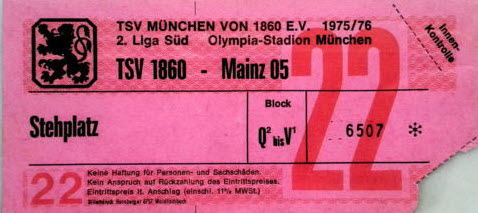 TSV MÜNCHEN VON 1860 E.V. 1975/76
2. Liga Süd Olympia-Stadion München
TSV 1860 - Mainz 05
Innen-
Kontrolle
22
Stehplatz
Block
Q² bis V¹
6507 *
22
Keine Haftung für Personen- und Sachschäden.
Kein Anspruch auf Rückzahlung des Eintrittspreises.
Eintrittspreis lt. Anschlag (einschl. 11% MWSt.)